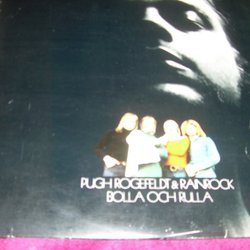 PUGH ROGEFELDT & RAINROCK
BOLLA OCH RULLA